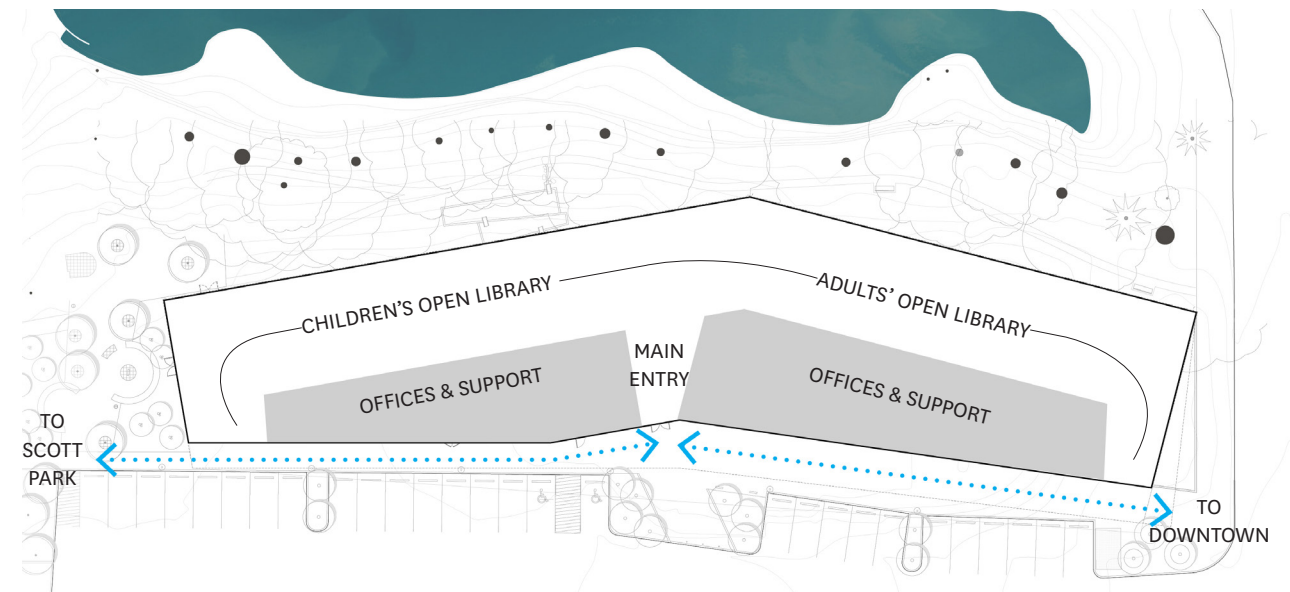 CHILDREN'S OPEN LIBRARY
ADULTS' OPEN LIBRARY
MAIN
ENTRY
OFFICES & SUPPORT
OFFICES & SUPPORT
TO
SCOTT
PARK
TO
DOWNTOWN